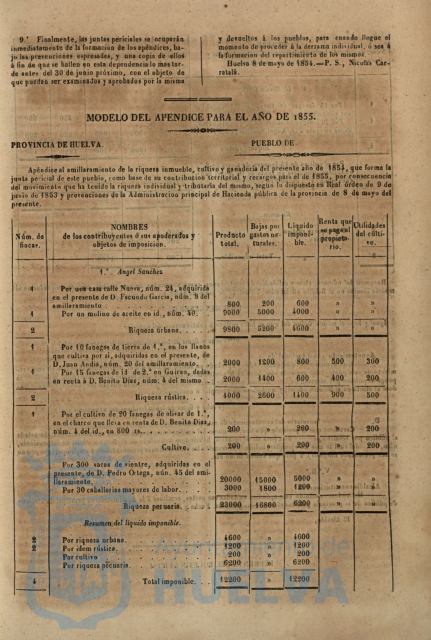 9.ª Finalmente, las juntas periciales se ocuparán
inmediatamente de la formacion de los apéndices, ba-
jo las prevenciones espresadas, y una copia de ellos
á fin de que se hallen en esta dependencia lo mas tar-
de antes del 30 de junio próximo, con el objeto de
que puedan ser examinados y aprobados por la misma
y devueltos á los pueblos, para cuando llegue el
momento de proceder á la derrama individual, ó sea á
la formacion del repartimiento de los mismos.
Huelva 8 de mayo de 1854.—P. S., Nicolás Car-
ratalá.
MODELO DEL APENDICE PARA EL AÑO DE 1855.
PROVINCIA DE HUELVA. PUEBLO DE
Apéndice al amillaramiento de la riqueza inmueble, cultivo y ganadería del presente año de 1854, que forma la
junta pericial de este pueblo, como base de su contribucion territorial y recargos para el de 1855, por consecuencia
del movimiento que ha tenido la riqueza individual y tributaria del mismo, segun lo dispuesto en Real órden de 9 de
junio de 1853 y prevenciones de la Administracion principal de Hacienda pública de la provincia de 8 de mayo del
presente.
Núm. de fincas. NOMBRES de los contribuyentes ó sus apoderados y objetos de imposicion. Producto total. Bajas por gastos naturales. Líquido imponible. Renta que se paga al propietario. Utilidades del cultivo.
1.º Angel Sanchez
1 Por una casa calle Nueva, núm. 24, adquirida
en el presente de D. Facundo García, núm. 8 del
amillaramiento 800 200 600 » »
1 Por un molino de aceite en id., núm. 40. 9000 5000 4000 » »
2 Riqueza urbana. 9800 5200 4600 » »
1 Por 10 fanegas de tierra de 1.ª, en los llanos
que cultiva por sí, adquiridas en el presente, de
D. Juan Andia, núm. 20 del amillaramiento. 2000 1200 800 500 300
1 Por 15 fanegas de id de 2.ª en dadas
en renta á D. Benito Diaz, núm. 4 del mismo 2000 1400 600 400 200
2 Riqueza rústica. 4000 2600 1400 900 500
1 Por el cultivo de 20 fanegas de olivar de 1.ª,
en el charco que lleva en renta de D. Benito Diaz,
núm. 4 del id., en 800 rs. 200 » 200 » 200
Cultivo. 200 » 200 » 200
Por 300 vacas de vientre, adquiridas en el
presente, de D. Pedro Ortega, núm. 45 del ami-
llaramiento. 20000 15000 5000 » »
Por 30 caballerias mayores de labor. 3000 1800 1200 » »
Riqueza pecuaria. 23000 16800 6200 » »
Resumen del líquido imponible.
2 Por riqueza urbana. 4600 » 4600
2 Por idem rústica. 1200 » 1200
Por cultivo 200 » 200
Por riqueza pecuaria. 6200 » 6200
4 Total imponible. 12200 » 12200
HUELVA